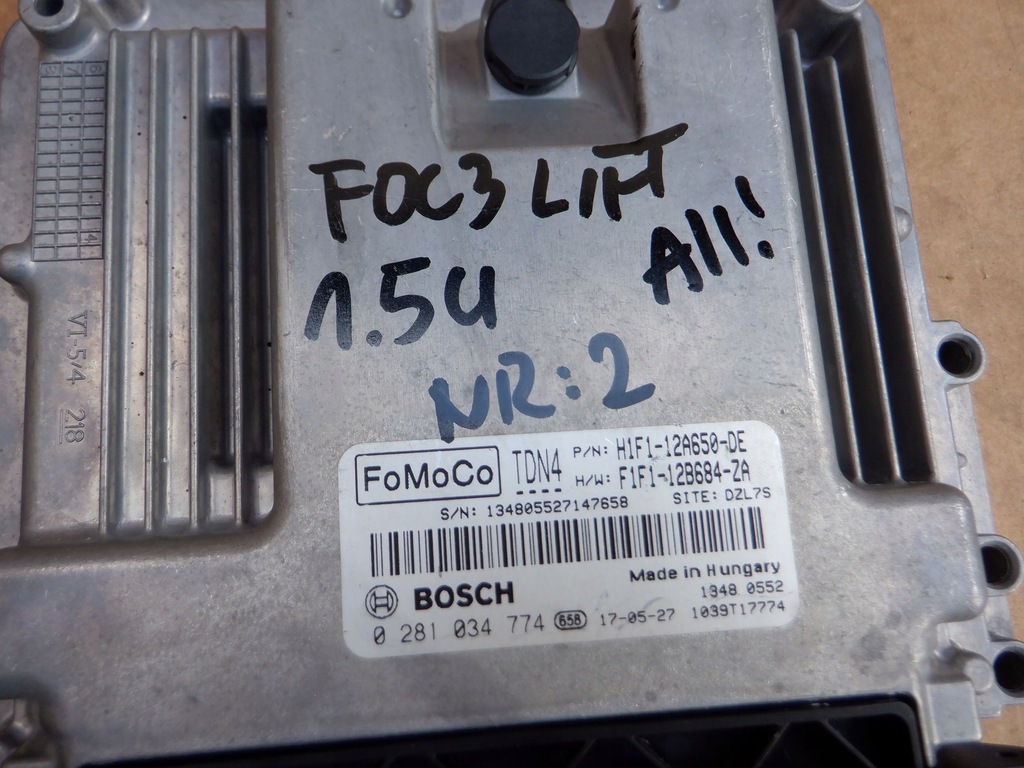 FOC3 LIFT
All!
1.5U
NR:2
FoMoCo TDN4 P/N: H1F1-12A650-DE
H/W: F1F1-12B684-ZA
S/N: 134805527147658 SITE: DZL7S
Made in Hungary
BOSCH 1348 0552
0 281 034 774 658 17-05-27 1039T17774
VT-5/4 218